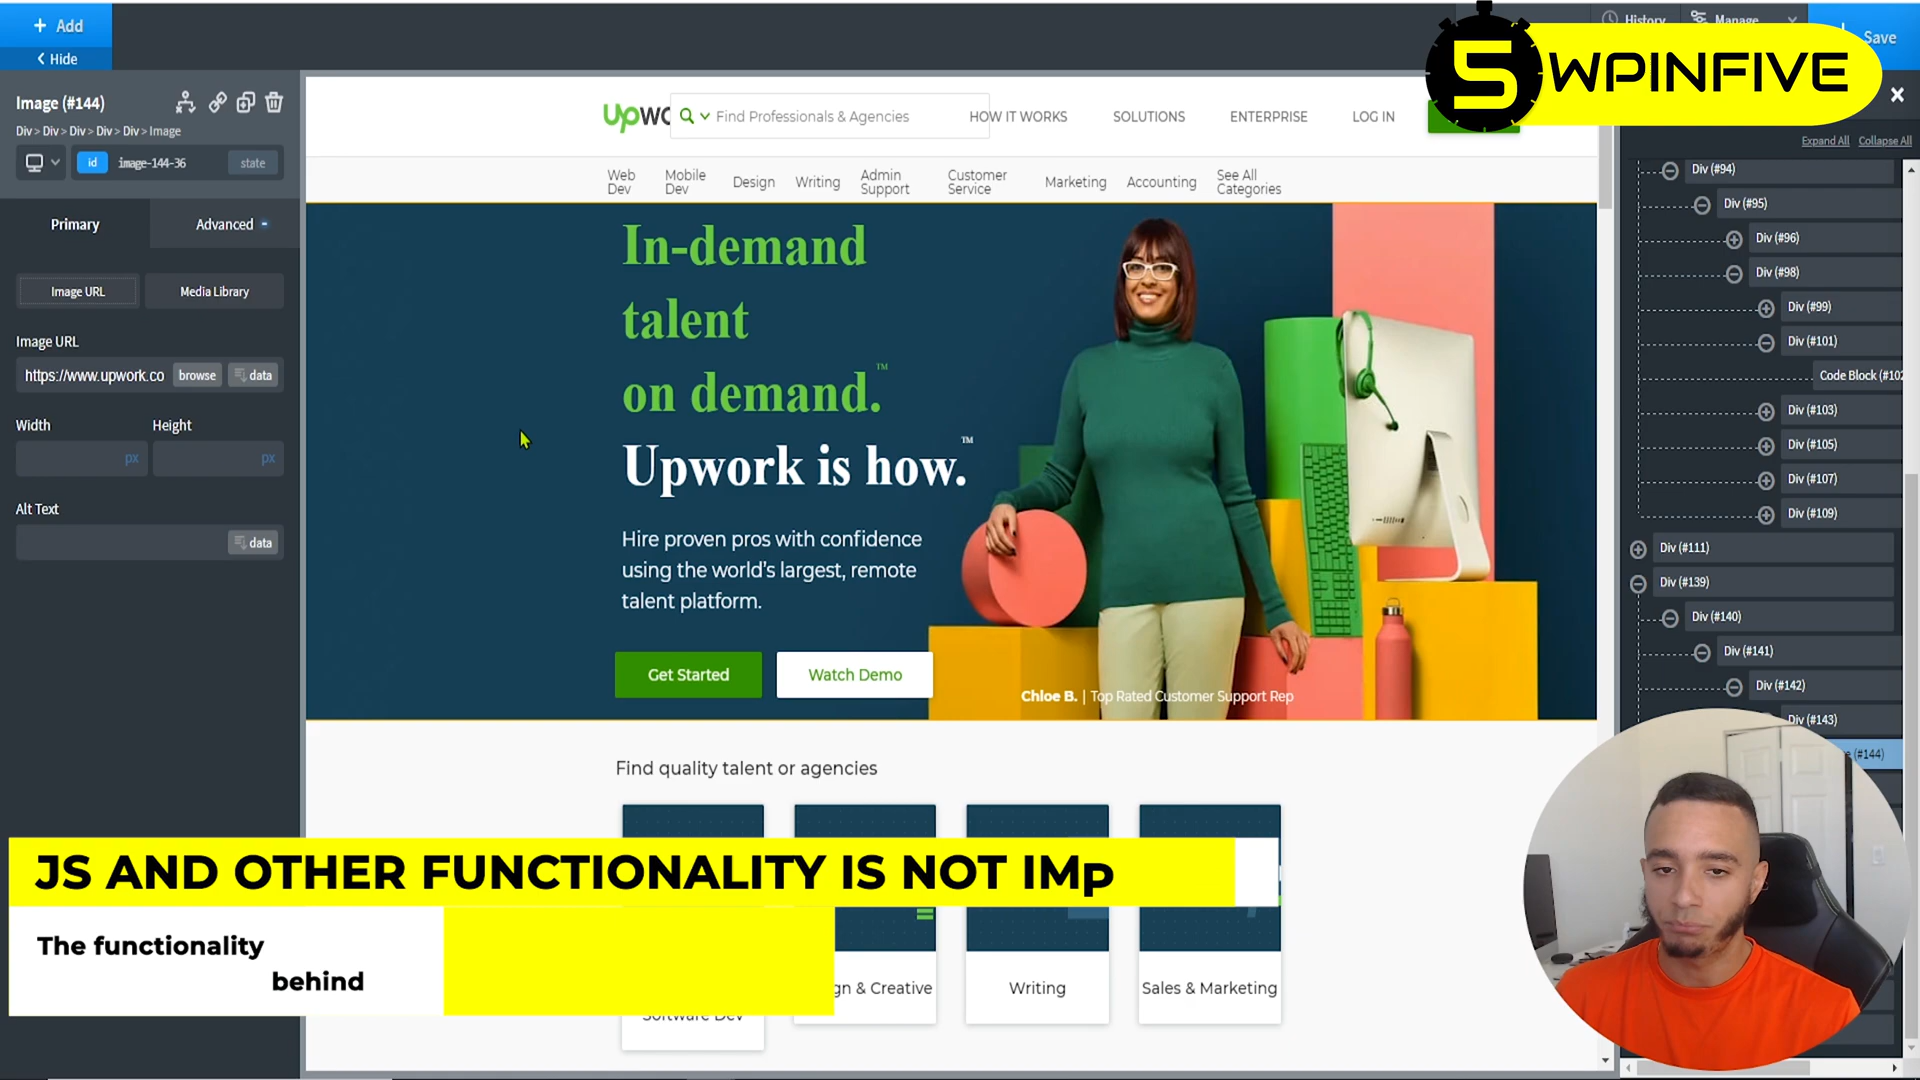 + Add
Hide
History
Manage
Save
5 WPINFIVE
Image (#144)
Div > Div > Div > Div > Div > Image
id image-144-36 state
Primary
Advanced
Image URL
Media Library
Image URL
https://www.upwork.co browse data
Width
Height
px
px
Alt Text
data
Find Professionals & Agencies
HOW IT WORKS
SOLUTIONS
ENTERPRISE
LOG IN
Web
Dev
Mobile
Dev
Design
Writing
Admin
Support
Customer
Service
Marketing
Accounting
See All
Categories
In-demand
talent
on demand.™
Upwork is how.™
Hire proven pros with confidence
using the world's largest, remote
talent platform.
Get Started
Watch Demo
Chloe B. | Top Rated Customer Support Rep
Find quality talent or agencies
Writing
Sales & Marketing
gn & Creative
Software Dev
JS AND OTHER FUNCTIONALITY IS NOT IMp
The functionality
behind
Expand All
Collapse All
Div (#94)
Div (#95)
Div (#96)
Div (#98)
Div (#99)
Div (#101)
Code Block (#102
Div (#103)
Div (#105)
Div (#107)
Div (#109)
Div (#111)
Div (#139)
Div (#140)
Div (#141)
Div (#142)
Div (#143)
(#144)